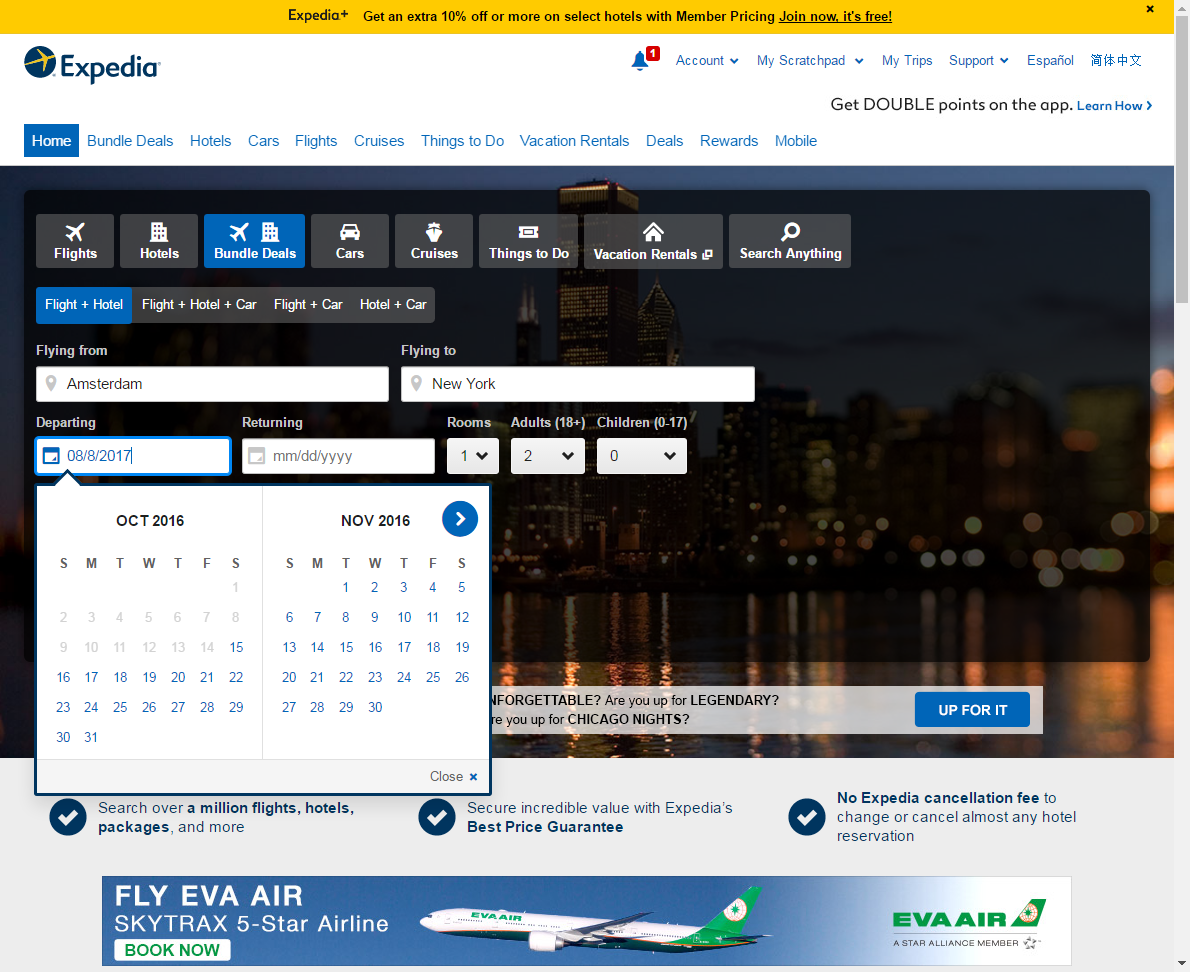 Expedia+ Get an extra 10% off or more on select hotels with Member Pricing Join now, it's free!
Expedia
1 Account My Scratchpad My Trips Support Español 简体中文
Get DOUBLE points on the app. Learn How
Home Bundle Deals Hotels Cars Flights Cruises Things to Do Vacation Rentals Deals Rewards Mobile
Flights Hotels Bundle Deals Cars Cruises Things to Do Vacation Rentals Search Anything
Flight + Hotel Flight + Hotel + Car Flight + Car Hotel + Car
Flying from Flying to
Amsterdam New York
Departing Returning Rooms Adults (18+) Children (0-17)
08/8/2017 mm/dd/yyyy 1 2 0
OCT 2016 NOV 2016
S M T W T F S S M T W T F S
1 1 2 3 4 5
2 3 4 5 6 7 8 6 7 8 9 10 11 12
9 10 11 12 13 14 15 13 14 15 16 17 18 19
16 17 18 19 20 21 22 20 21 22 23 24 25 26
23 24 25 26 27 28 29 27 28 29 30
30 31
NFORGETTABLE? Are you up for LEGENDARY?
re you up for CHICAGO NIGHTS?
UP FOR IT
Close ×
Search over a million flights, hotels,
packages, and more
Secure incredible value with Expedia's
Best Price Guarantee
No Expedia cancellation fee to
change or cancel almost any hotel
reservation
FLY EVA AIR
SKYTRAX 5-Star Airline
BOOK NOW
EVA AIR
EVA AIR
A STAR ALLIANCE MEMBER